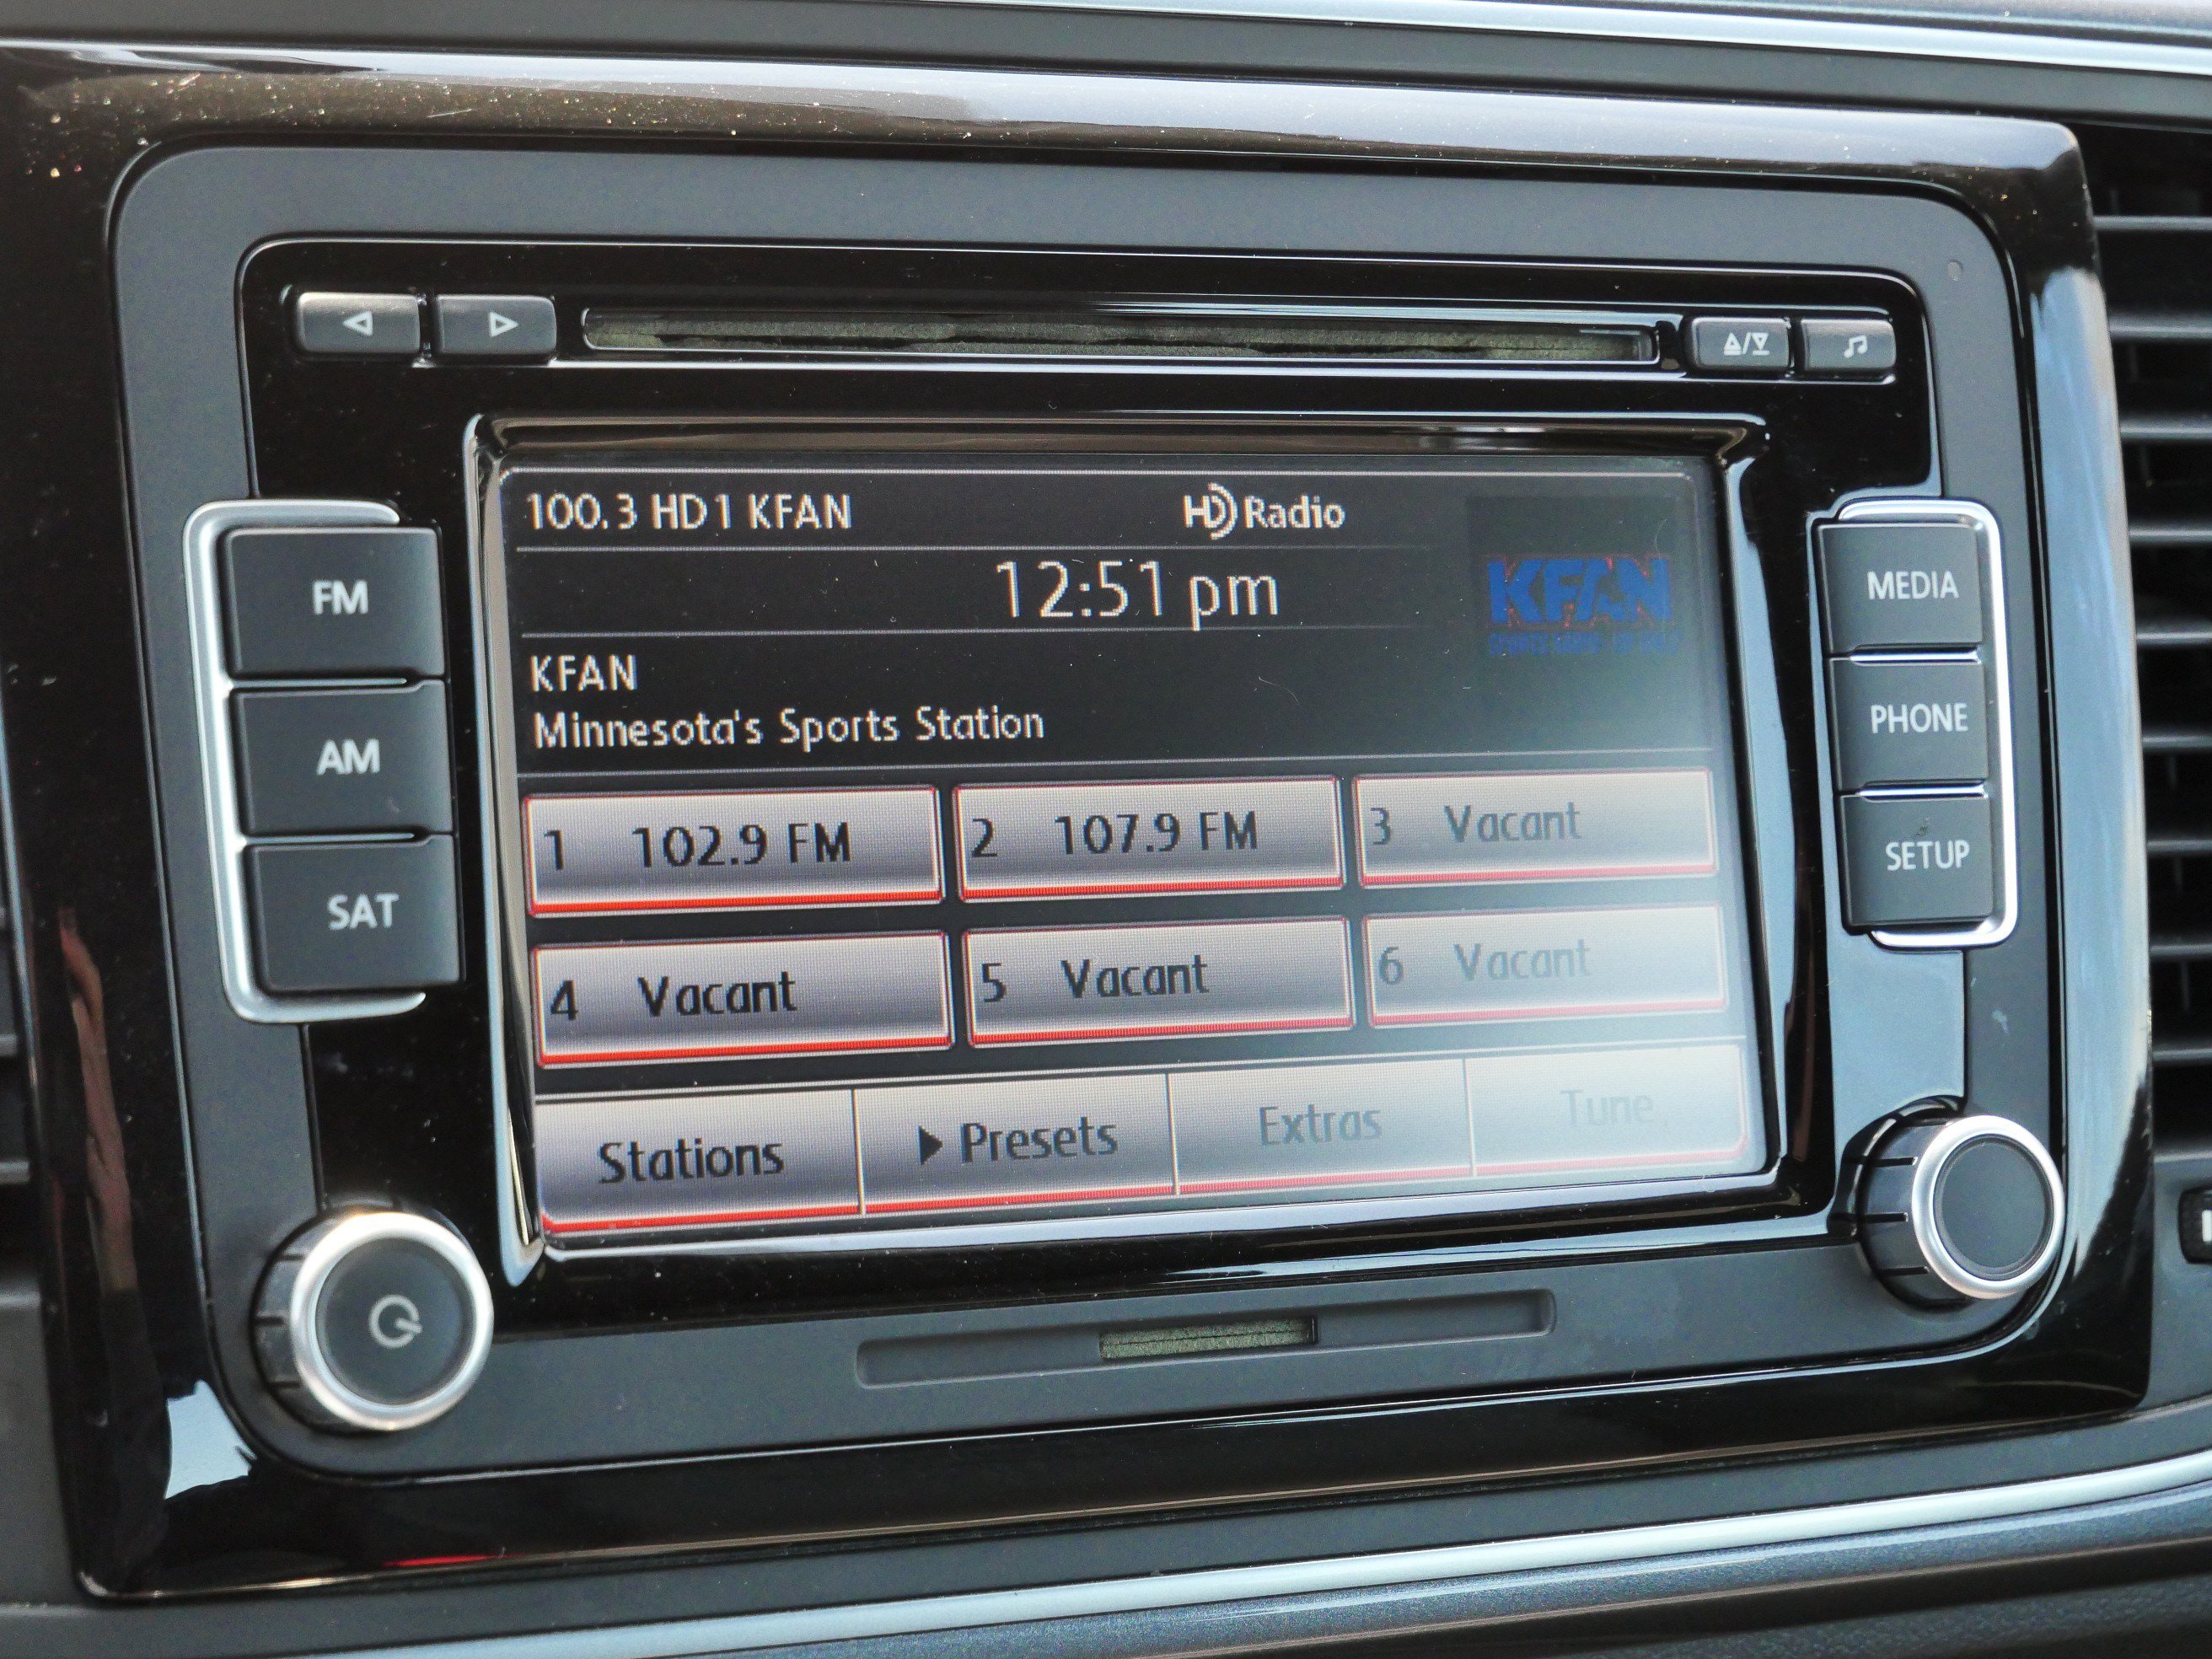 100.3 HD1 KFAN
HD Radio
12:51 pm
KFAN
KFAN
Minnesota's Sports Station
FM
AM
SAT
MEDIA
PHONE
SETUP
1 102.9 FM
2 107.9 FM
3 Vacant
4 Vacant
5 Vacant
6 Vacant
Stations
Presets
Extras
Tune